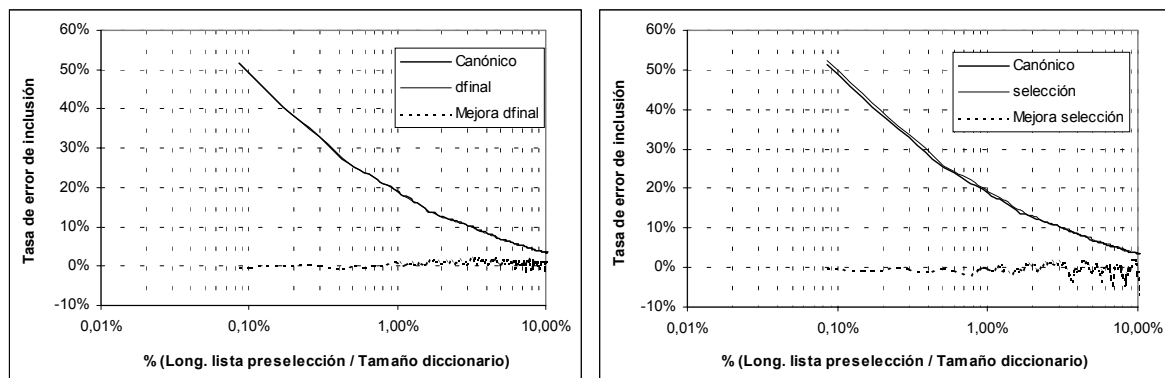 60%
50%
40%
30%
20%
10%
0%
-10%
0,01%
0,10%
1,00%
10,00%
Tasa de error de inclusión
% (Long. lista preselección / Tamaño diccionario)
Canónico
dfinal
Mejora dfinal
60%
50%
40%
30%
20%
10%
0%
-10%
0,01%
0,10%
1,00%
10,00%
Tasa de error de inclusión
% (Long. lista preselección / Tamaño diccionario)
Canónico
selección
Mejora selección